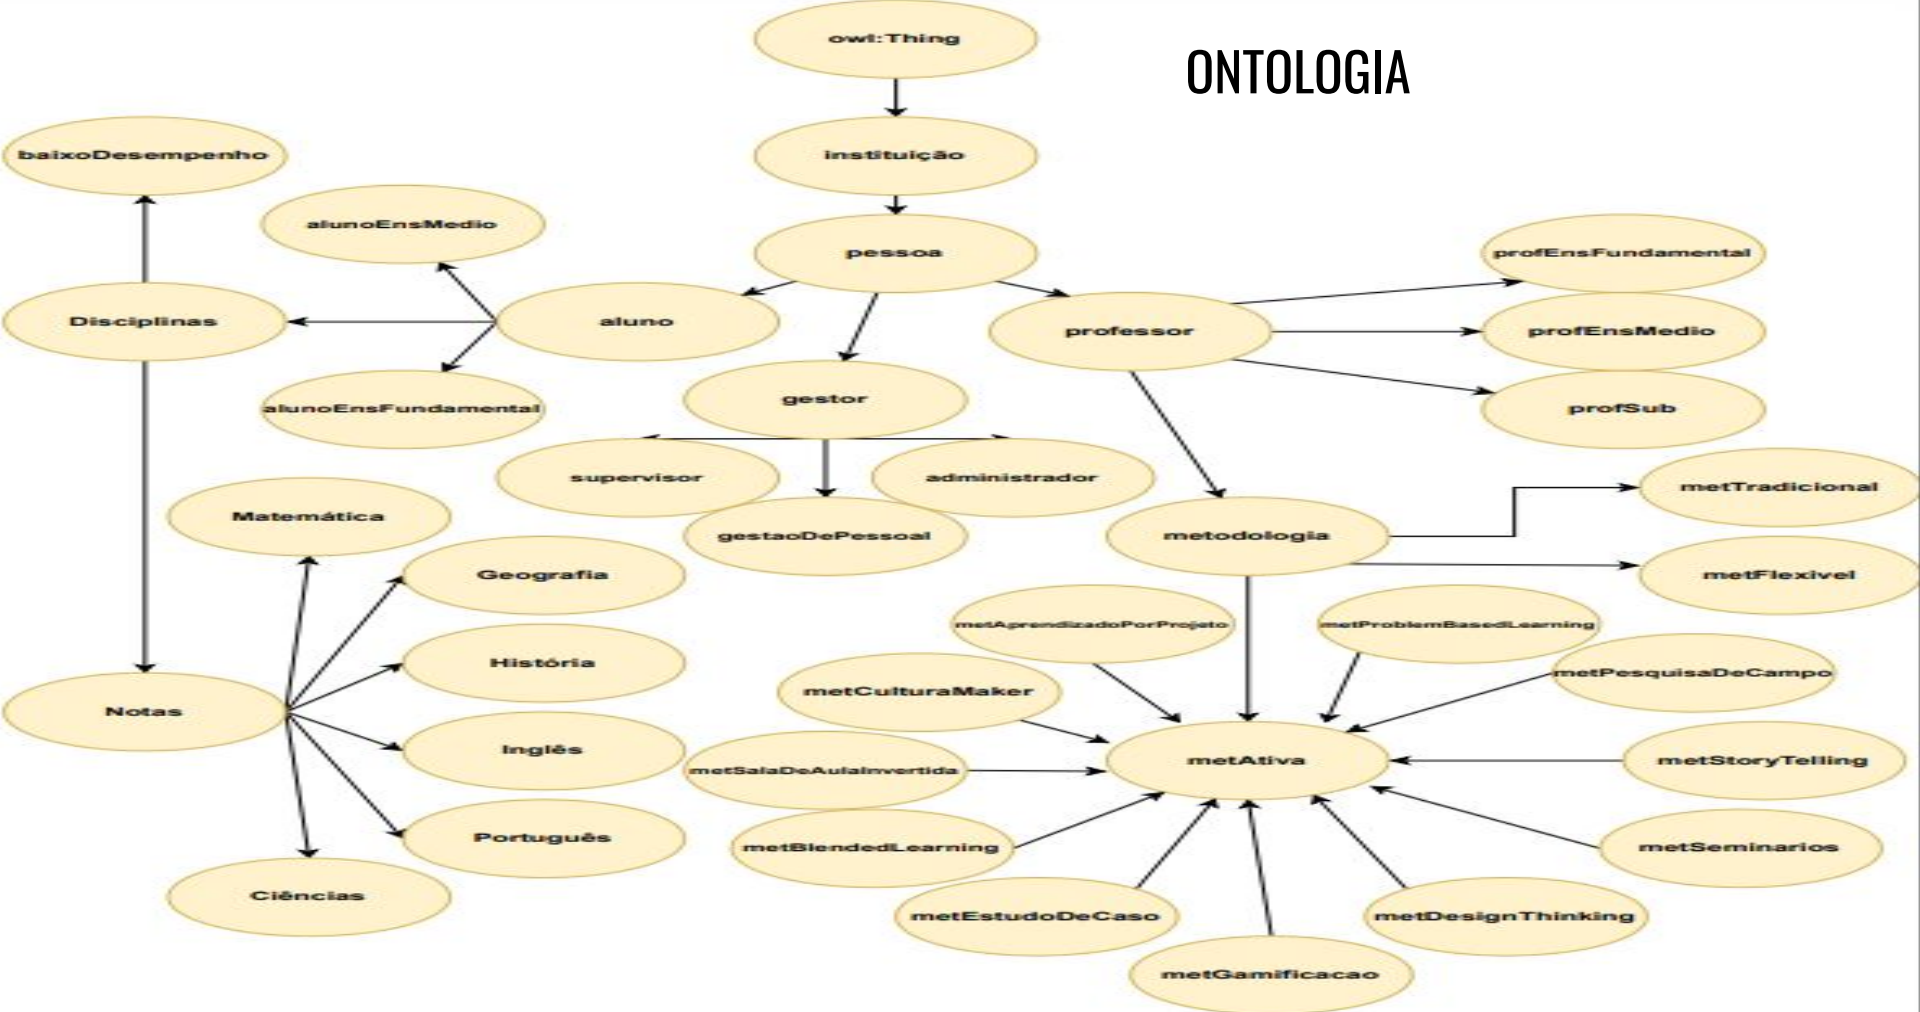 owl:Thing
ONTOLOGIA
baixoDesempenho
instituição
alunoEnsMedio
pessoa
profEnsFundamental
Disciplinas
aluno
professor
profEnsMedio
alunoEnsFundamental
gestor
profSub
supervisor
administrador
metTradicional
Matemática
gestaoDePessoal
metodologia
Geografia
metFlexivel
metAprendizadoPorProjeto
metProblemBasedLearning
História
metPesquisaDeCampo
metCulturaMaker
Notas
Inglês
metSalaDeAulaInvertida
metAtiva
metStoryTelling
Português
metBlendedLearning
metSeminarios
Ciências
metEstudoDeCaso
metDesignThinking
metGamificacao